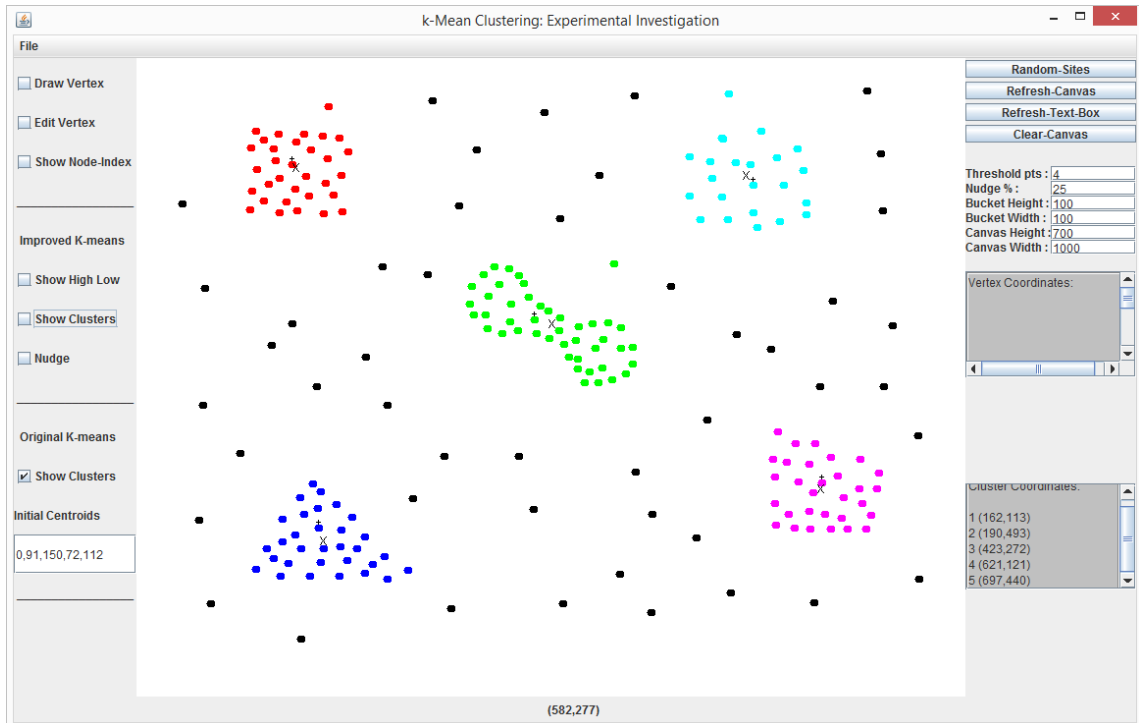 k-Mean Clustering: Experimental Investigation
File
Draw Vertex
Edit Vertex
Show Node-Index
Improved K-means
Show High Low
Show Clusters
Nudge
Original K-means
Show Clusters
Initial Centroids
0,91,150,72,112
Random-Sites
Refresh-Canvas
Refresh-Text-Box
Clear-Canvas
Threshold pts : 4
Nudge % : 25
Bucket Height : 100
Bucket Width : 100
Canvas Height : 700
Canvas Width : 1000
Vertex Coordinates:
Cluster Coordinates:
1 (162,113)
2 (190,493)
3 (423,272)
4 (621,121)
5 (697,440)
(582,277)